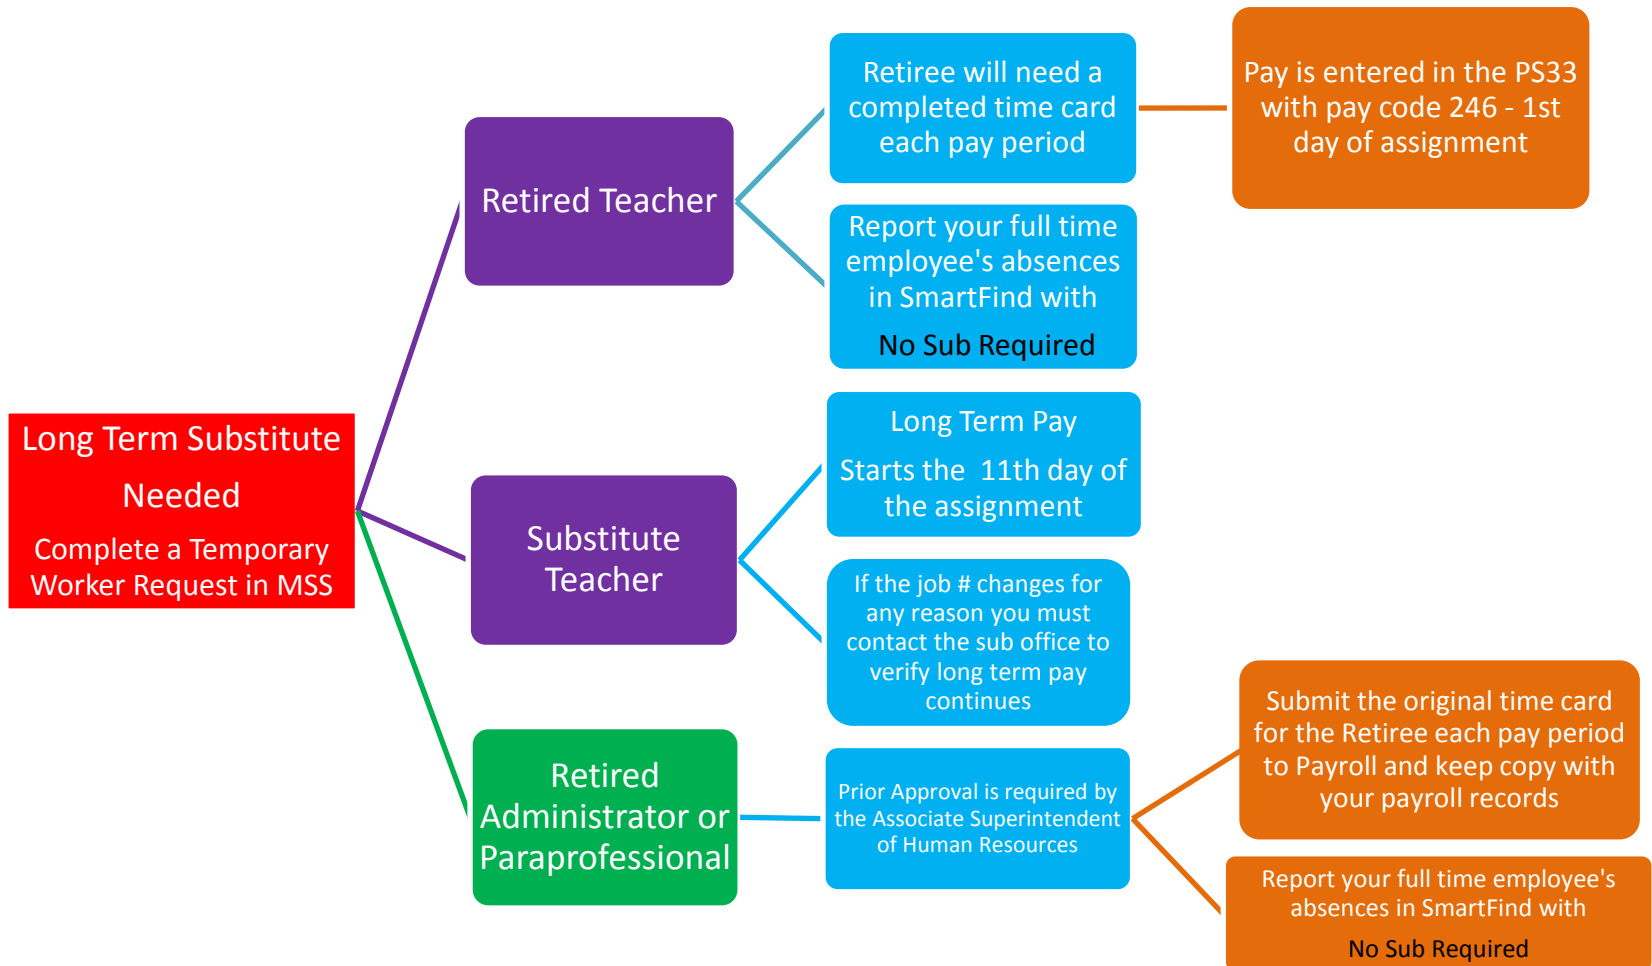 Long Term Substitute
Needed
Complete a Temporary
Worker Request in MSS
Retired Teacher
Retiree will need a
completed time card
each pay period
Pay is entered in the PS33
with pay code 246 - 1st
day of assignment
Report your full time
employee's absences
in SmartFind with
No Sub Required
Substitute
Teacher
Long Term Pay
Starts the 11th day of
the assignment
If the job # changes for
any reason you must
contact the sub office to
verify long term pay
continues
Retired
Administrator or
Paraprofessional
Prior Approval is required by
the Associate Superintendent
of Human Resources
Submit the original time card
for the Retiree each pay period
to Payroll and keep copy with
your payroll records
Report your full time employee's
absences in SmartFind with
No Sub Required